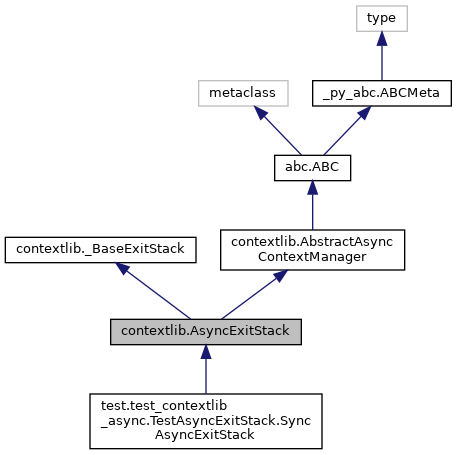 type
metaclass
_py_abc.ABCMeta
abc.ABC
contextlib._BaseExitStack
contextlib.AbstractAsync
ContextManager
contextlib.AsyncExitStack
test.test_contextlib
_async.TestAsyncExitStack.Sync
AsyncExitStack